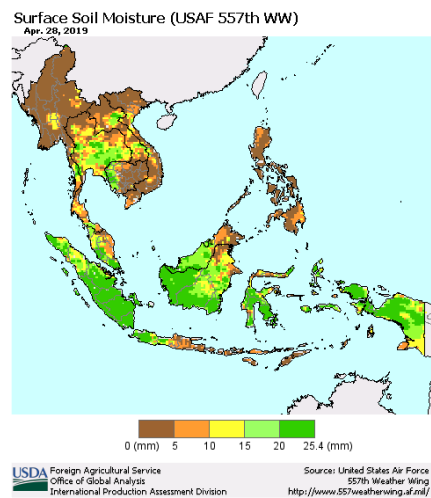 Surface Soil Moisture (USAF 557th WW)
Apr. 28, 2019
0 (mm) 5 10 15 20 25.4 (mm)
USDA Foreign Agricultural Service
Office of Global Analysis
International Production Assessment Division
Source: United States Air Force
557th Weather Wing
http://www.557weatherwing.af.mil/